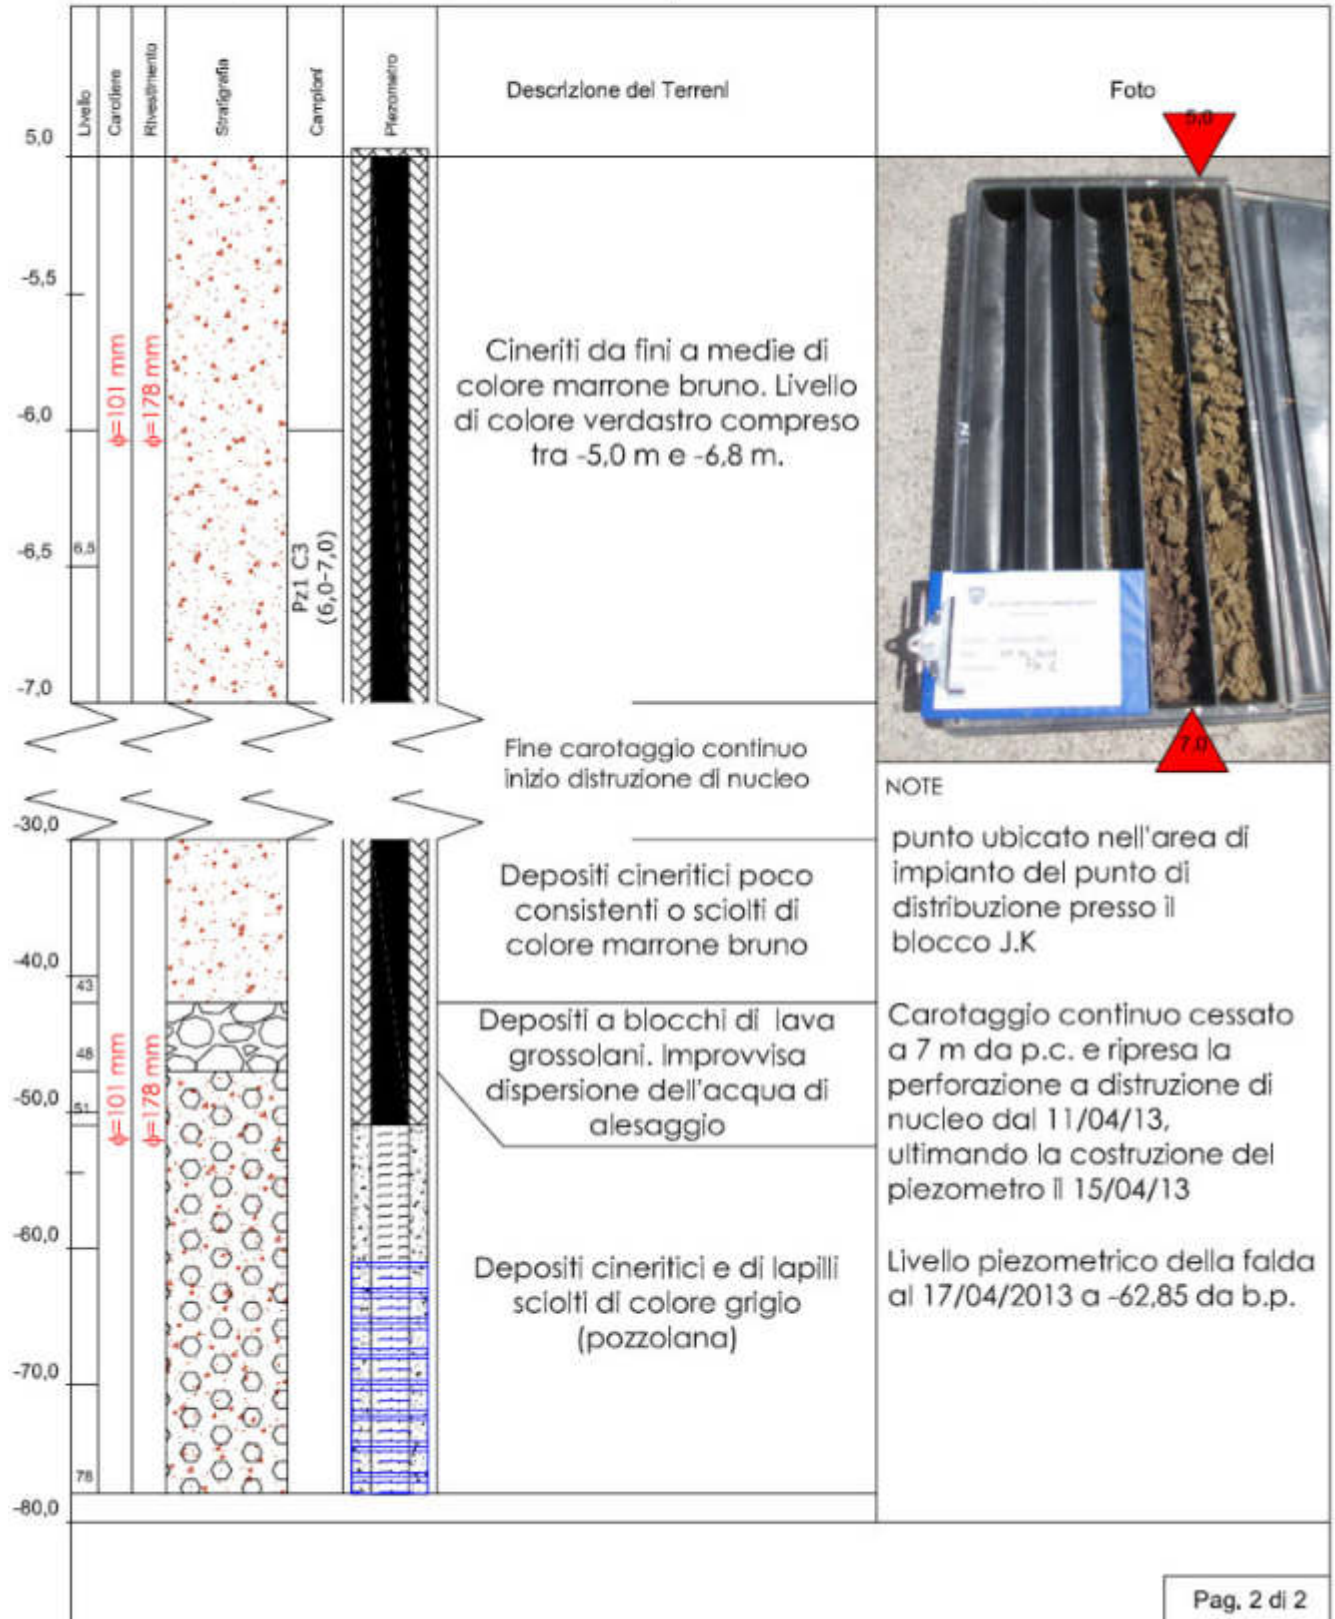 Livello
Carotiere
Rivestimento
Stratigrafia
Campioni
Piezometro
Descrizione dei Terreni
Foto
5,0
5,0
-5,5
-6,0
-6,5
-7,0
6,5
ϕ=101 mm
ϕ=178 mm
Pz1 C3
(6,0-7,0)
Cineriti da fini a medie di
colore marrone bruno. Livello
di colore verdastro compreso
tra -5,0 m e -6,8 m.
7,0
Fine carotaggio continuo
inizio distruzione di nucleo
-30,0
-40,0
-50,0
-60,0
-70,0
-80,0
43
48
51
78
ϕ=101 mm
ϕ=178 mm
Depositi cineritici poco
consistenti o sciolti di
colore marrone bruno
Depositi a blocchi di lava
grossolani. Improvvisa
dispersione dell'acqua di
alesaggio
Depositi cineritici e di lapilli
sciolti di colore grigio
(pozzolana)
NOTE
punto ubicato nell'area di
impianto del punto di
distribuzione presso il
blocco J.K
Carotaggio continuo cessato
a 7 m da p.c. e ripresa la
perforazione a distruzione di
nucleo dal 11/04/13,
ultimando la costruzione del
piezometro il 15/04/13
Livello piezometrico della falda
al 17/04/2013 a -62,85 da b.p.
Pag. 2 di 2